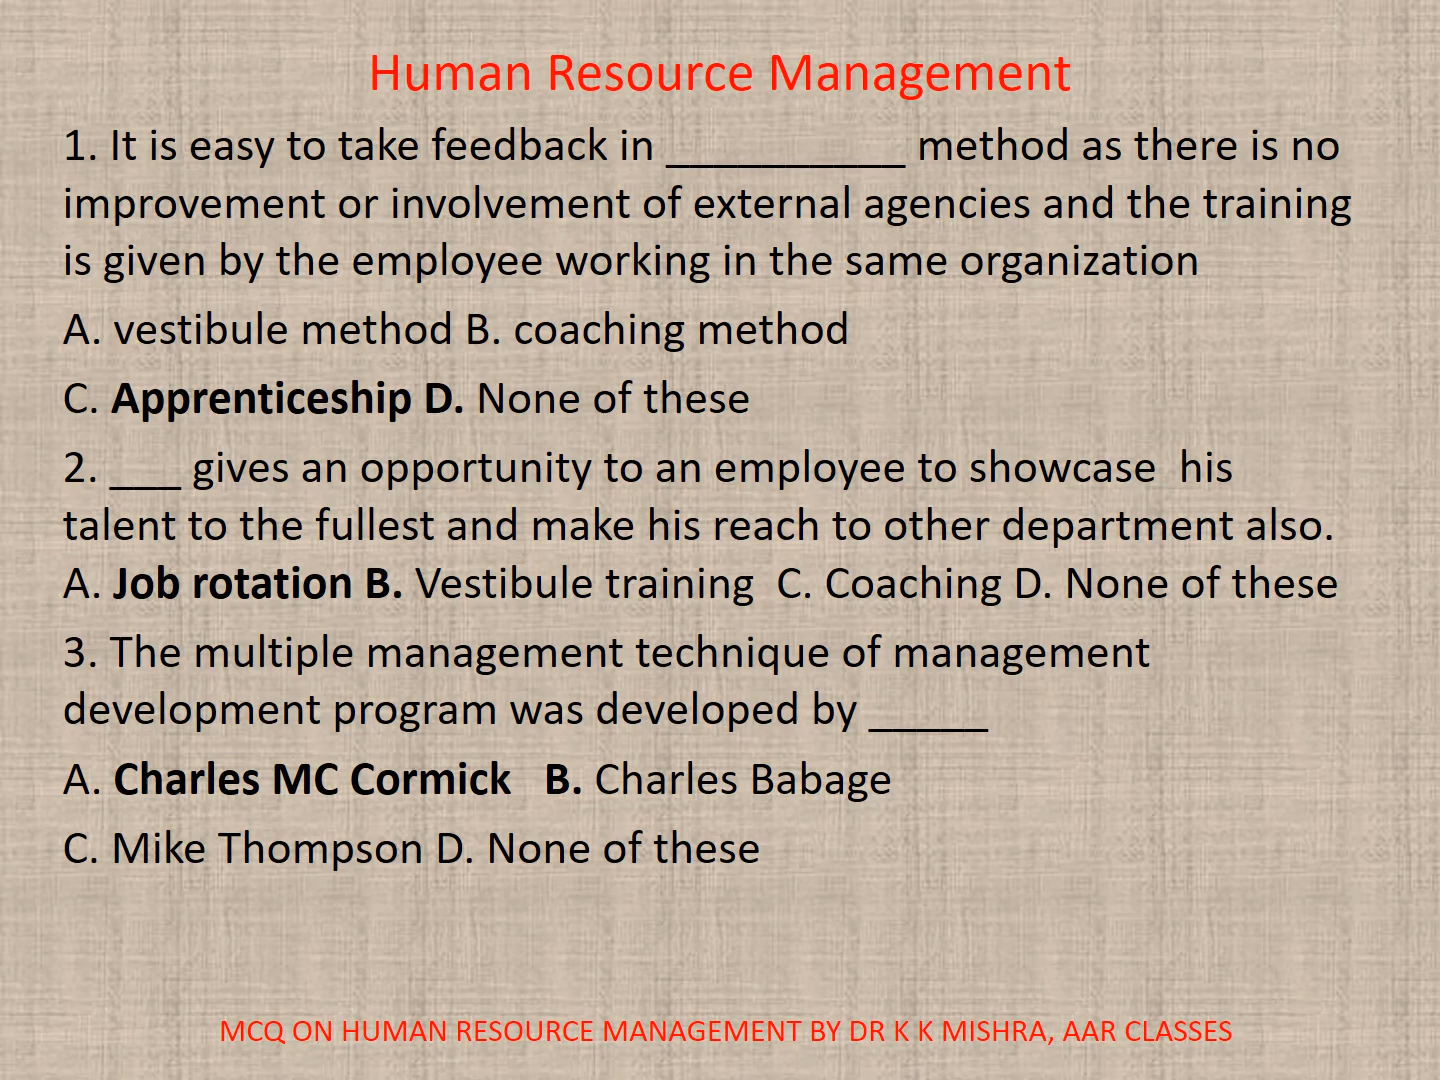 Human Resource Management
1. It is easy to take feedback in __________ method as there is no
improvement or involvement of external agencies and the training
is given by the employee working in the same organization
A. vestibule method B. coaching method
C. Apprenticeship D. None of these
2. ___ gives an opportunity to an employee to showcase  his
talent to the fullest and make his reach to other department also.
A. Job rotation B. Vestibule training  C. Coaching D. None of these
3. The multiple management technique of management
development program was developed by _____
A. Charles MC Cormick   B. Charles Babage
C. Mike Thompson D. None of these
MCQ ON HUMAN RESOURCE MANAGEMENT BY DR K K MISHRA, AAR CLASSES